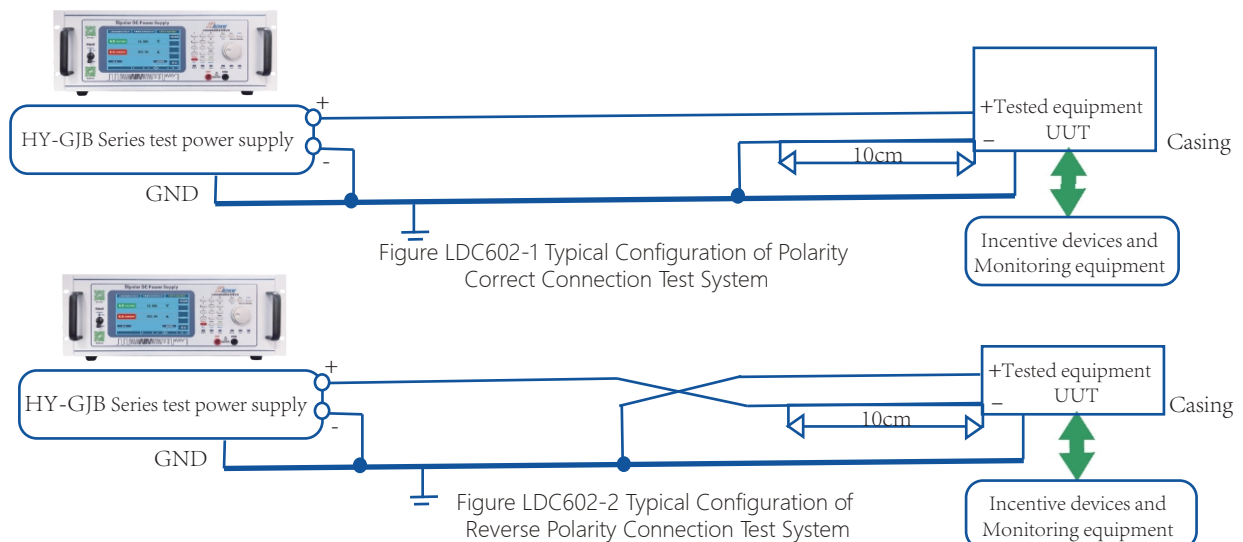 Bipolar DC Power Supply
+
HY-GJB Series test power supply
-
GND
+Tested equipment
UUT
−
10cm
Casing
Incentive devices and
Monitoring equipment
Figure LDC602-1 Typical Configuration of Polarity
Correct Connection Test System
Bipolar DC Power Supply
+
HY-GJB Series test power supply
-
GND
+Tested equipment
UUT
−
10cm
Casing
Incentive devices and
Monitoring equipment
Figure LDC602-2 Typical Configuration of
Reverse Polarity Connection Test System